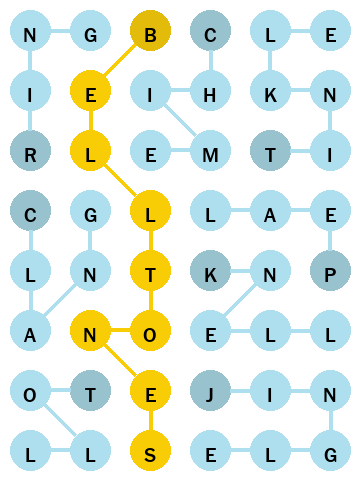 N G B C L E
I E I H K N
R L E M T I
C G L L A E
L N T K N P
A N O E L L
O T E J I N
L L S E L G